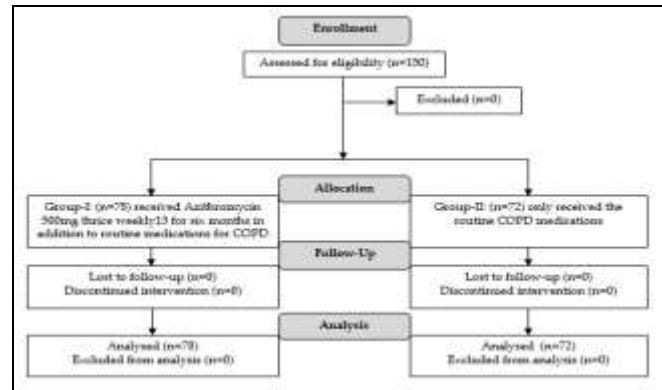 Enrollment
Assessed for eligibility (n=150)
Excluded (n=0)
Allocation
Group-I: (n=78) received Azithromycin
500mg thrice weekly13 for six months in
addition to routine medications for COPD
Group-II: (n=72) only received the
routine COPD medications
Follow-Up
Lost to follow-up (n=0)
Discontinued intervention (n=0)
Lost to follow-up (n=0)
Discontinued intervention (n=0)
Analysis
Analysed (n=78)
Excluded from analysis (n=0)
Analysed (n=72)
Excluded from analysis (n=0)